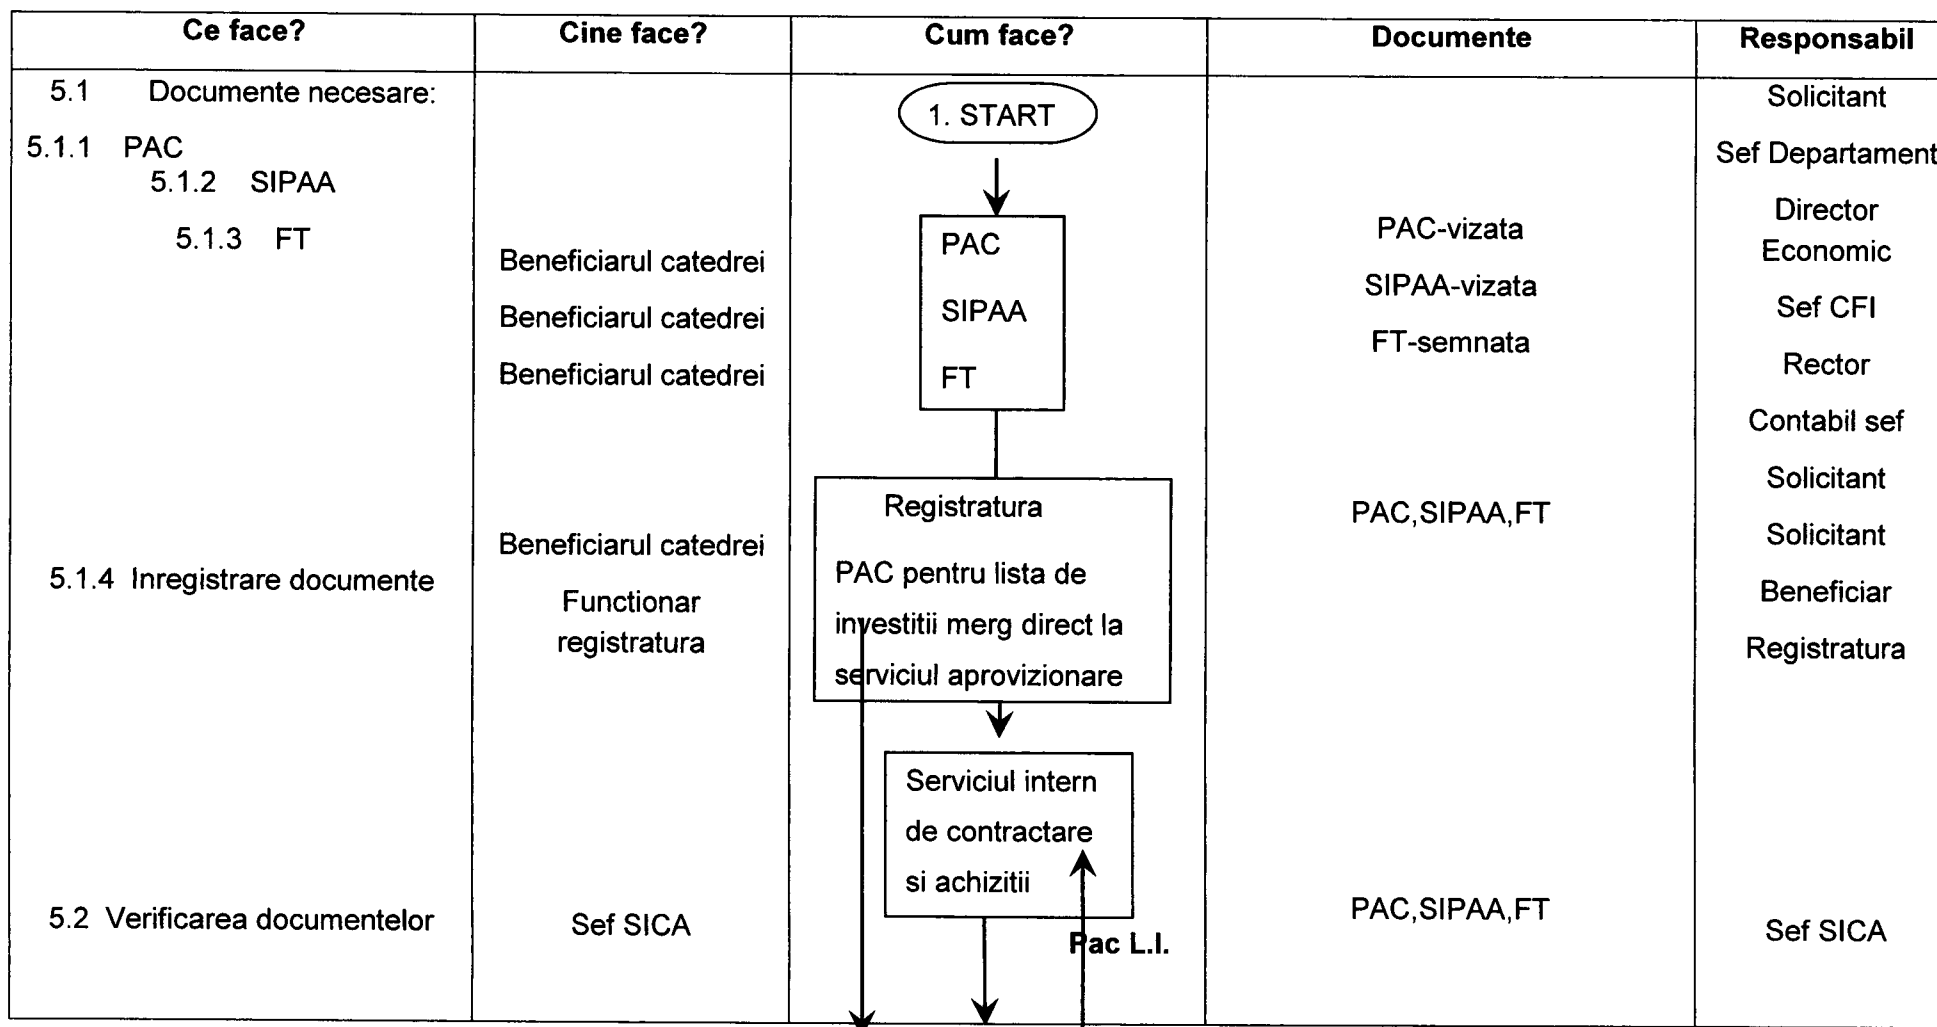 Ce face?
Cine face?
Cum face?
Documente
Responsabil
5.1 Documente necesare:
5.1.1 PAC
5.1.2 SIPAA
5.1.3 FT
5.1.4 Inregistrare documente
5.2 Verificarea documentelor
Beneficiarul catedrei
Beneficiarul catedrei
Beneficiarul catedrei
Beneficiarul catedrei
Functionar
registratura
Sef SICA
1. START
PAC
SIPAA
FT
Registratura
PAC pentru lista de
investitii merg direct la
serviciul aprovizionare
Serviciul intern
de contractare
si achizitii
Pac L.I.
PAC-vizata
SIPAA-vizata
FT-semnata
PAC,SIPAA,FT
PAC,SIPAA,FT
Solicitant
Sef Departament
Director
Economic
Sef CFI
Rector
Contabil sef
Solicitant
Solicitant
Beneficiar
Registratura
Sef SICA